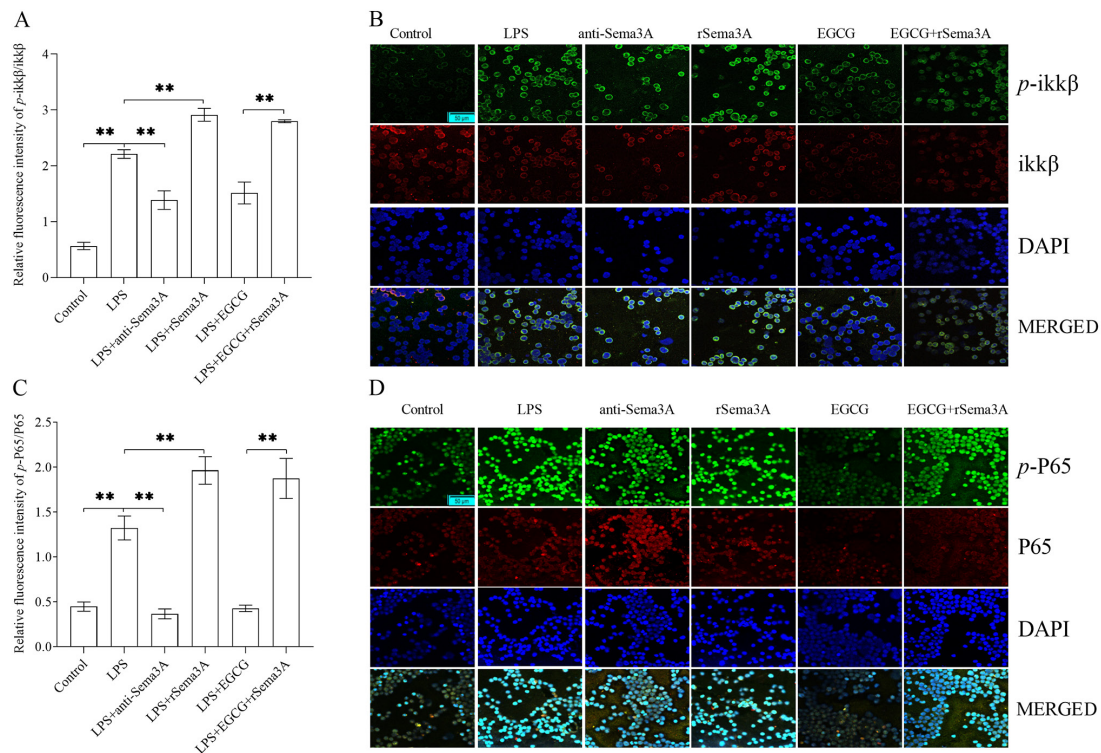 A
Relative fluorescence intensity of p-ikkβ/ikkβ
4
3
2
1
0
** ** ** **
Control
LPS
LPS+anti-Sema3A
LPS+rSema3A
LPS+EGCG
LPS+EGCG+rSema3A
B
Control LPS anti-Sema3A rSema3A EGCG EGCG+rSema3A
p-ikkβ
50 μm
ikkβ
DAPI
MERGED
C
Relative fluorescence intensity of p-P65/P65
2.5
2.0
1.5
1.0
0.5
0.0
** ** ** **
Control
LPS
LPS+anti-Sema3A
LPS+rSema3A
LPS+EGCG
LPS+EGCG+rSema3A
D
Control LPS anti-Sema3A rSema3A EGCG EGCG+rSema3A
p-P65
50 μm
P65
DAPI
MERGED